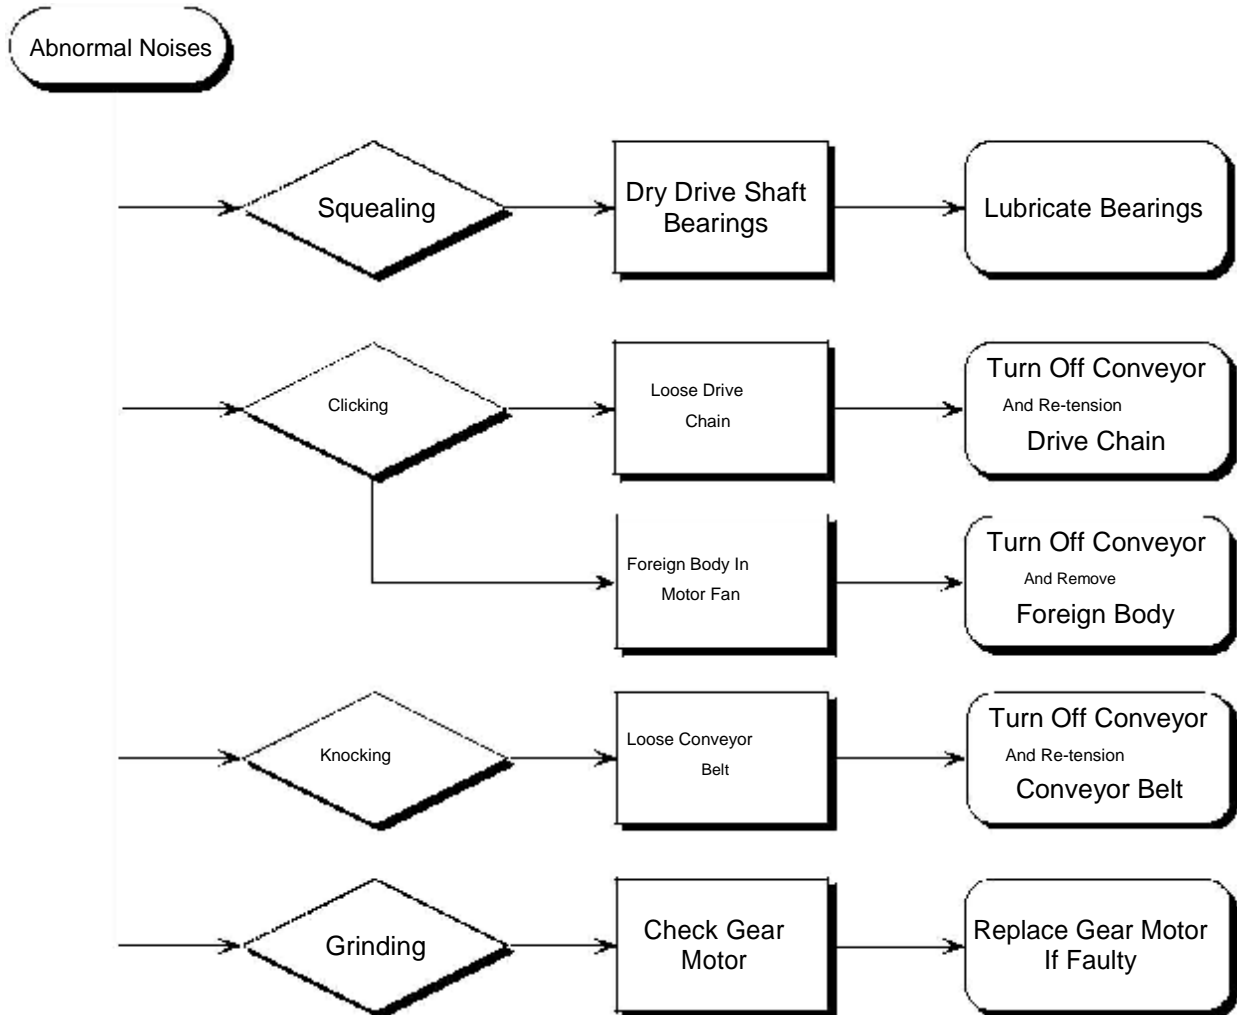 Abnormal Noises
Squealing
Dry Drive Shaft
Bearings
Lubricate Bearings
Clicking
Loose Drive
Chain
Turn Off Conveyor
And Re-tension
Drive Chain
Foreign Body In
Motor Fan
Turn Off Conveyor
And Remove
Foreign Body
Knocking
Loose Conveyor
Belt
Turn Off Conveyor
And Re-tension
Conveyor Belt
Grinding
Check Gear
Motor
Replace Gear Motor
If Faulty